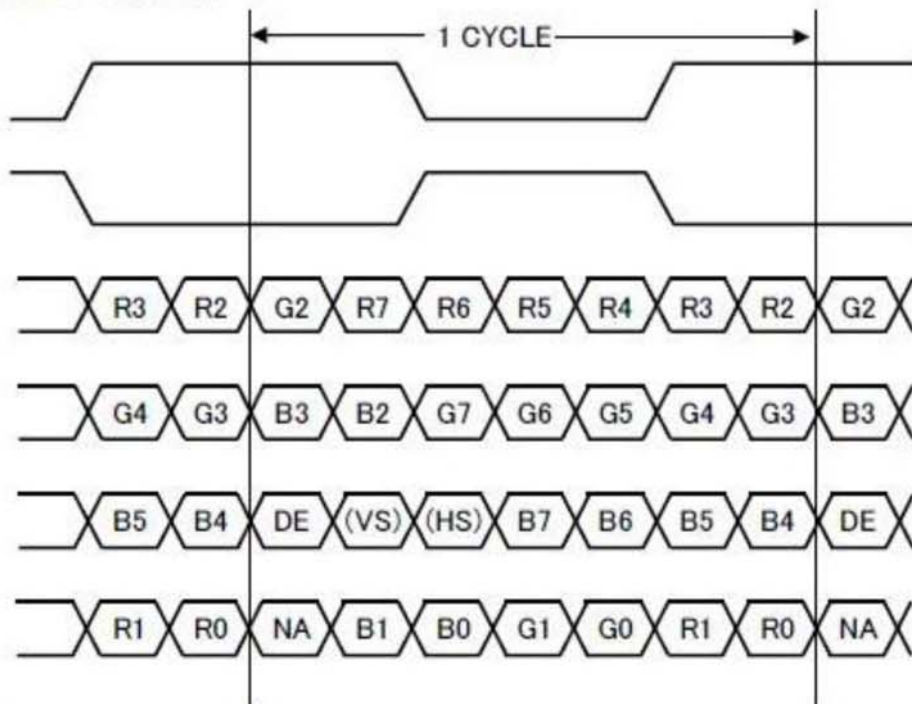 1 CYCLE
R3 R2 G2 R7 R6 R5 R4 R3 R2 G2
G4 G3 B3 B2 G7 G6 G5 G4 G3 B3
B5 B4 DE (VS) (HS) B7 B6 B5 B4 DE
R1 R0 NA B1 B0 G1 G0 R1 R0 NA